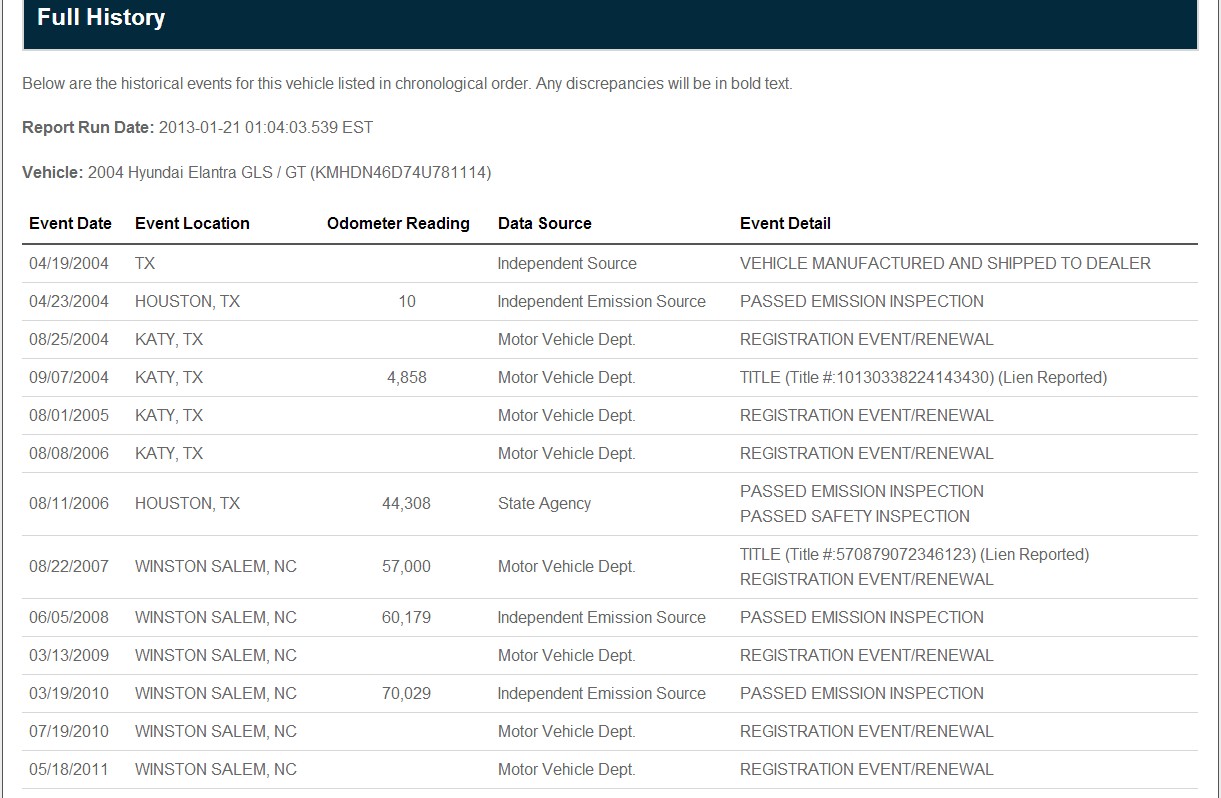 Full History
Below are the historical events for this vehicle listed in chronological order. Any discrepancies will be in bold text.
Report Run Date: 2013-01-21 01:04:03.539 EST
Vehicle: 2004 Hyundai Elantra GLS / GT (KMHDN46D74U781114)
Event Date Event Location Odometer Reading Data Source Event Detail
04/19/2004 TX Independent Source VEHICLE MANUFACTURED AND SHIPPED TO DEALER
04/23/2004 HOUSTON, TX 10 Independent Emission Source PASSED EMISSION INSPECTION
08/25/2004 KATY, TX Motor Vehicle Dept. REGISTRATION EVENT/RENEWAL
09/07/2004 KATY, TX 4,858 Motor Vehicle Dept. TITLE (Title #:10130338224143430) (Lien Reported)
08/01/2005 KATY, TX Motor Vehicle Dept. REGISTRATION EVENT/RENEWAL
08/08/2006 KATY, TX Motor Vehicle Dept. REGISTRATION EVENT/RENEWAL
08/11/2006 HOUSTON, TX 44,308 State Agency PASSED EMISSION INSPECTION
PASSED SAFETY INSPECTION
08/22/2007 WINSTON SALEM, NC 57,000 Motor Vehicle Dept. TITLE (Title #:570879072346123) (Lien Reported)
REGISTRATION EVENT/RENEWAL
06/05/2008 WINSTON SALEM, NC 60,179 Independent Emission Source PASSED EMISSION INSPECTION
03/13/2009 WINSTON SALEM, NC Motor Vehicle Dept. REGISTRATION EVENT/RENEWAL
03/19/2010 WINSTON SALEM, NC 70,029 Independent Emission Source PASSED EMISSION INSPECTION
07/19/2010 WINSTON SALEM, NC Motor Vehicle Dept. REGISTRATION EVENT/RENEWAL
05/18/2011 WINSTON SALEM, NC Motor Vehicle Dept. REGISTRATION EVENT/RENEWAL